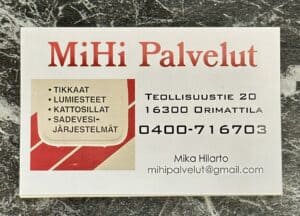 MiHi Palvelut
• TIKKAAT
• LUMIESTEET
• KATTOSILLAT
• SADEVESI-
JÄRJESTELMÄT
Teollisuustie 20
16300 Orimattila
0400-716703
Mika Hilarto
mihipalvelut@gmail.com